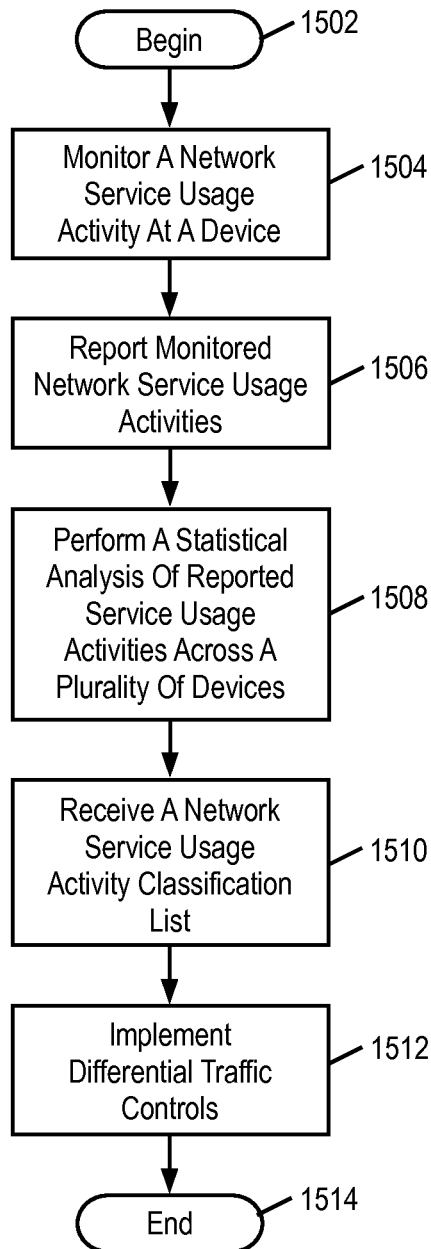 Begin
1502
Monitor A Network
Service Usage
Activity At A Device
1504
Report Monitored
Network Service Usage
Activities
1506
Perform A Statistical
Analysis Of Reported
Service Usage
Activities Across A
Plurality Of Devices
1508
Receive A Network
Service Usage
Activity Classification
List
1510
Implement
Differential Traffic
Controls
1512
End
1514